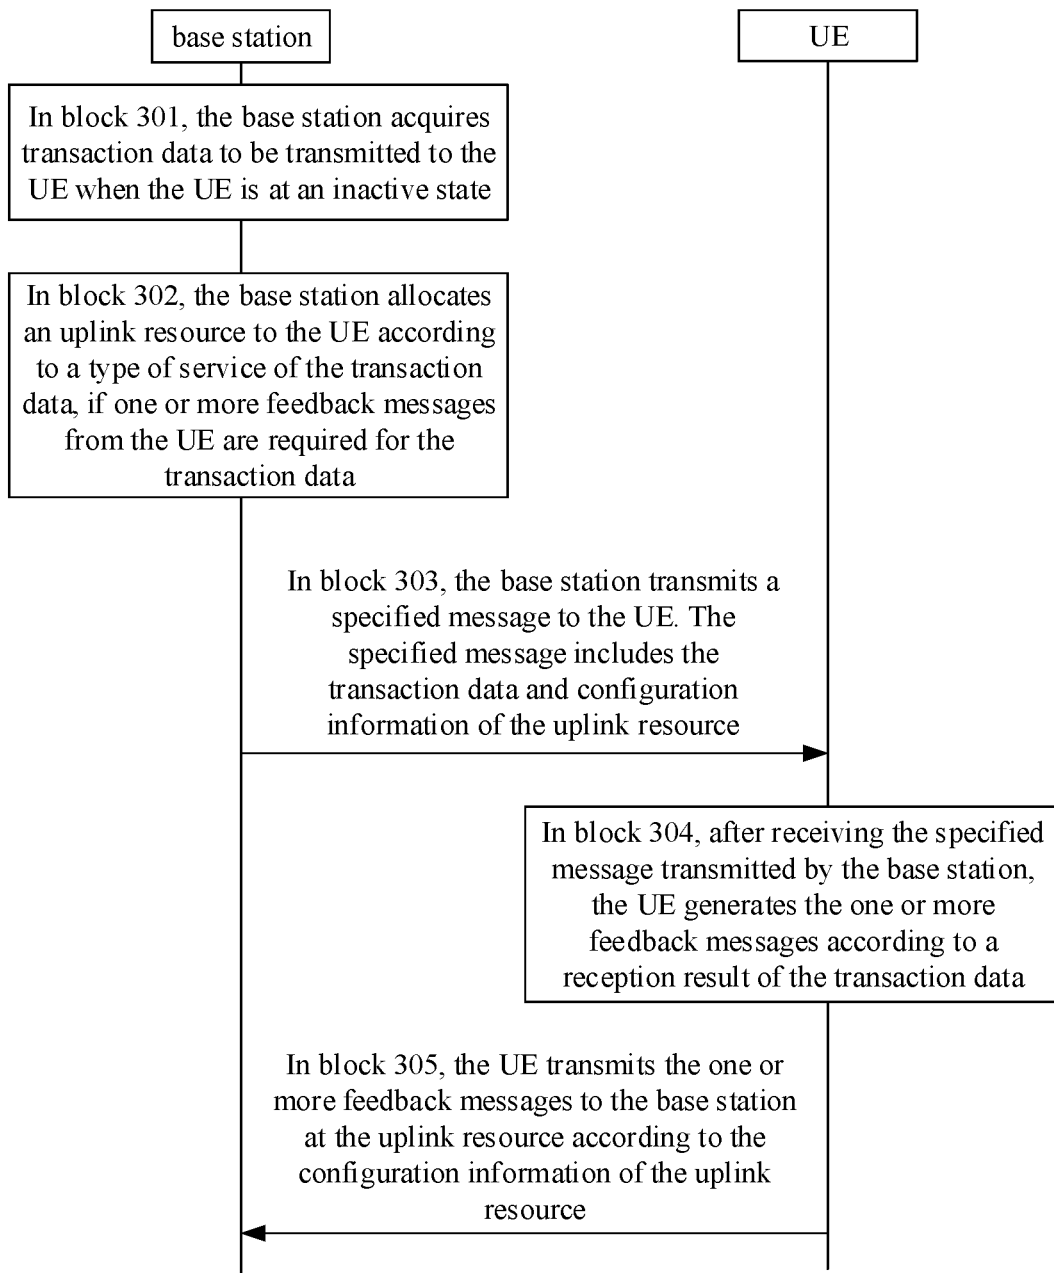 base station
UE
In block 301, the base station acquires
transaction data to be transmitted to the
UE when the UE is at an inactive state
In block 302, the base station allocates
an uplink resource to the UE according
to a type of service of the transaction
data, if one or more feedback messages
from the UE are required for the
transaction data
In block 303, the base station transmits a
specified message to the UE. The
specified message includes the
transaction data and configuration
information of the uplink resource
In block 304, after receiving the specified
message transmitted by the base station,
the UE generates the one or more
feedback messages according to a
reception result of the transaction data
In block 305, the UE transmits the one or
more feedback messages to the base station
at the uplink resource according to the
configuration information of the uplink
resource